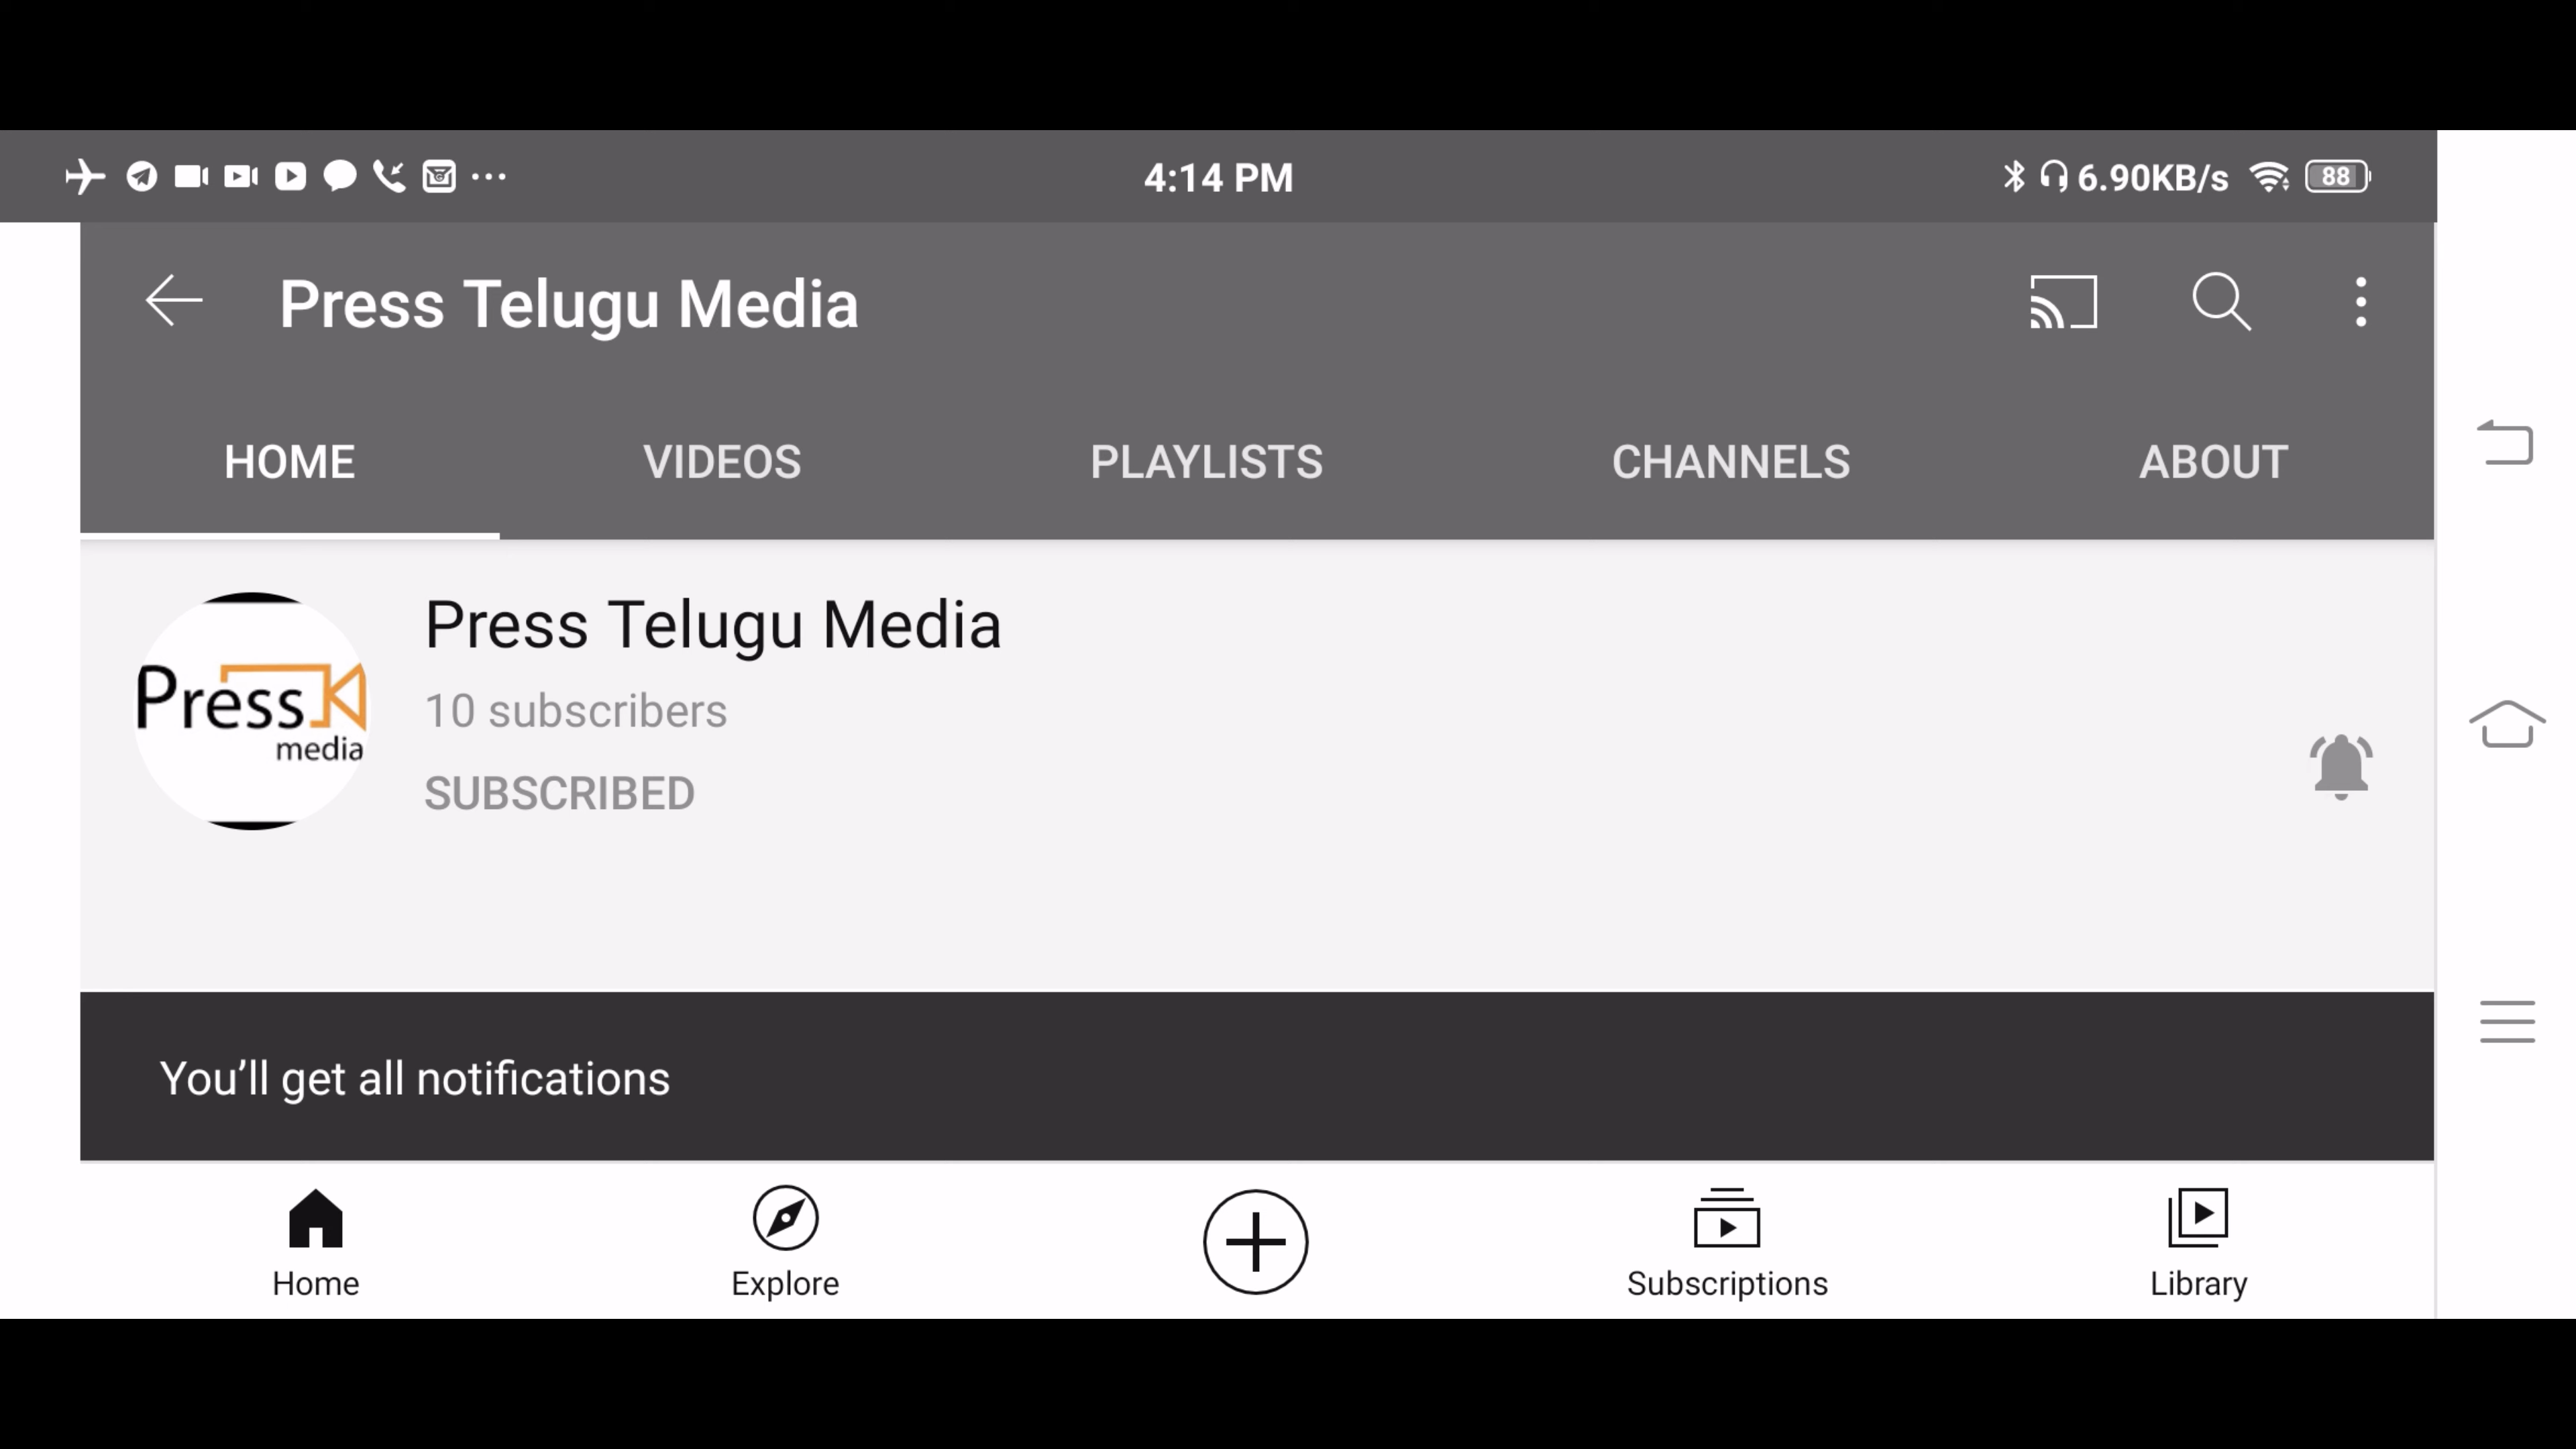 4:14 PM
6.90KB/s
88
Press Telugu Media
HOME
VIDEOS
PLAYLISTS
CHANNELS
ABOUT
Press
media
Press Telugu Media
10 subscribers
SUBSCRIBED
You'll get all notifications
Home
Explore
Subscriptions
Library